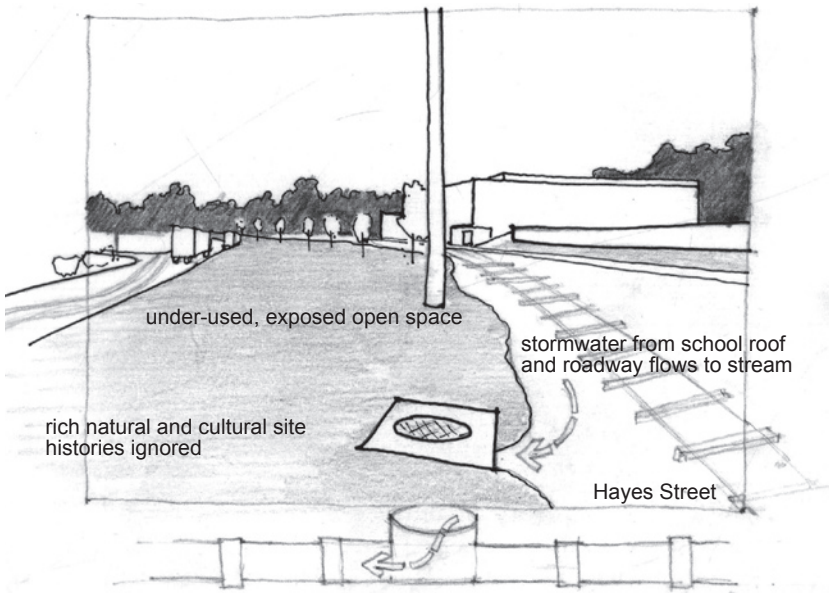 under-used, exposed open space
stormwater from school roof
and roadway flows to stream
rich natural and cultural site
histories ignored
Hayes Street